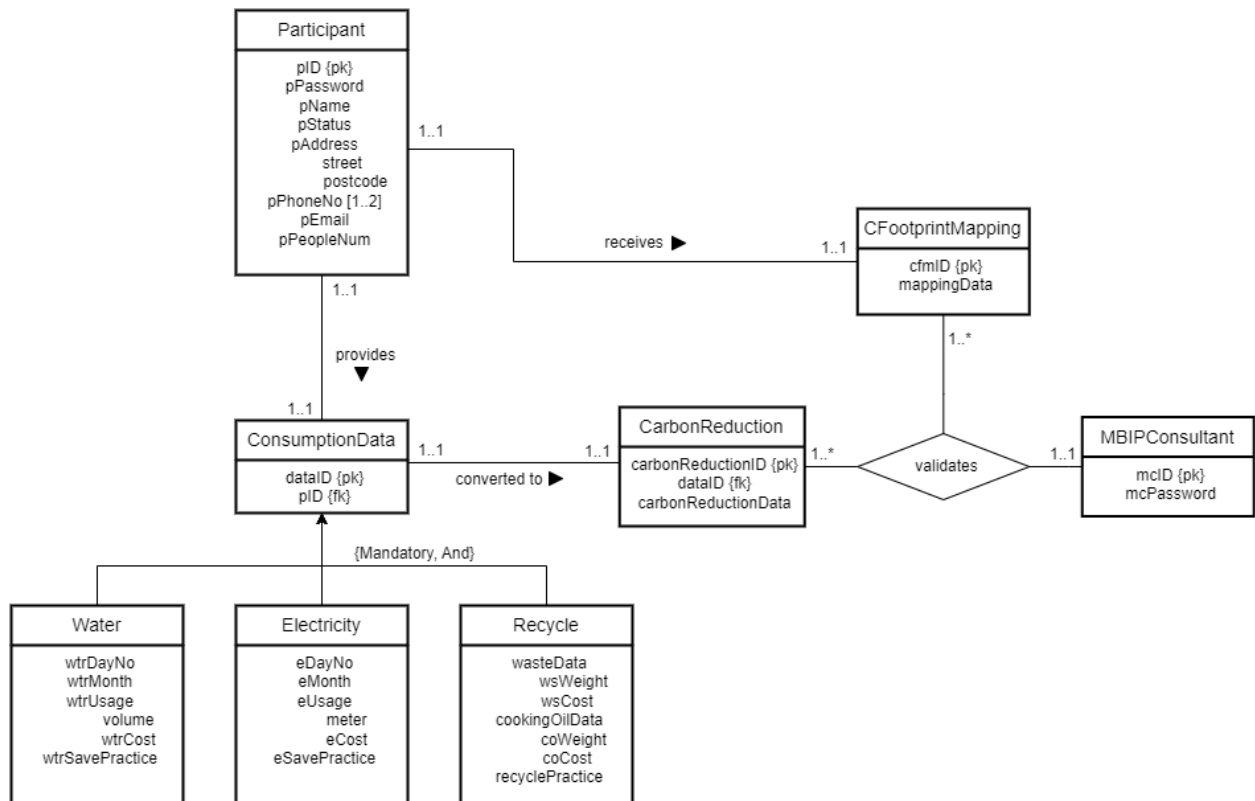 Participant
pID {pk}
pPassword
pName
pStatus
pAddress
street
postcode
pPhoneNo [1..2]
pEmail
pPeopleNum
1..1
receives
1..1
CFootprintMapping
cfmID {pk}
mappingData
1..1
provides
1..1
1..*
ConsumptionData
dataID {pk}
pID {fk}
1..1
converted to
1..1
CarbonReduction
carbonReductionID {pk}
dataID {fk}
carbonReductionData
1..*
validates
1..1
MBIPConsultant
mcID {pk}
mcPassword
{Mandatory, And}
Water
wtrDayNo
wtrMonth
wtrUsage
volume
wtrCost
wtrSavePractice
Electricity
eDayNo
eMonth
eUsage
meter
eCost
eSavePractice
Recycle
wasteData
wsWeight
wsCost
cookingOilData
coWeight
coCost
recyclePractice